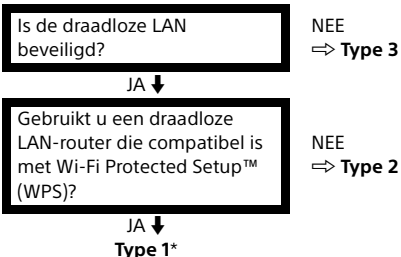 Is de draadloze LAN
beveiligd?
NEE
⇨ Type 3
JA ⬇
Gebruikt u een draadloze
LAN-router die compatibel is
met Wi-Fi Protected Setup™
(WPS)?
NEE
⇨ Type 2
JA ⬇
Type 1*